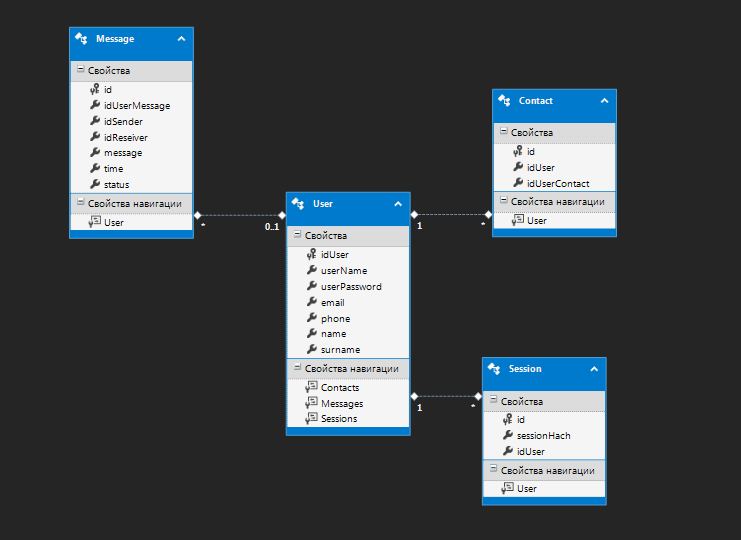 Message
Свойства
id
idUserMessage
idSender
idReseiver
message
time
status
Свойства навигации
User
*
0..1
User
Свойства
idUser
userName
userPassword
email
phone
name
surname
Свойства навигации
Contacts
Messages
Sessions
1
*
Contact
Свойства
id
idUser
idUserContact
Свойства навигации
User
1
*
Session
Свойства
id
sessionHach
idUser
Свойства навигации
User